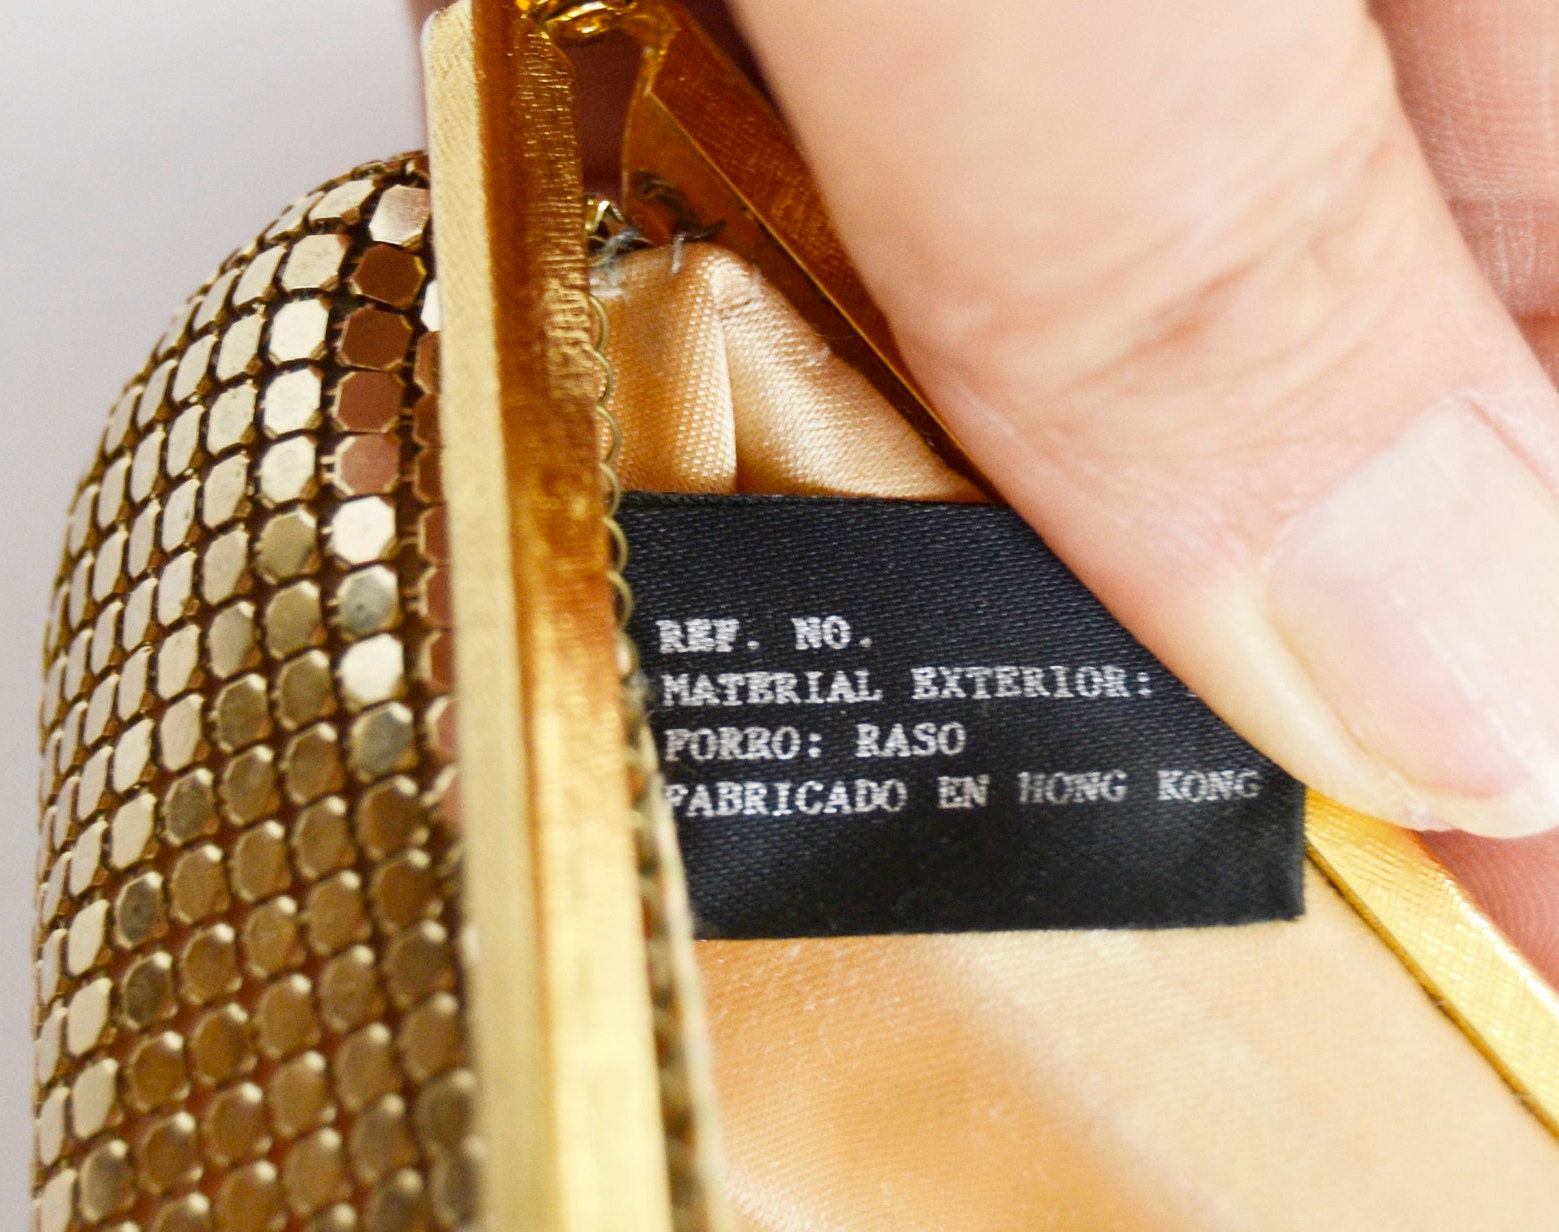 REF. NO.
MATERIAL EXTERIOR:
FORRO: RASO
FABRICADO EN HONG KONG